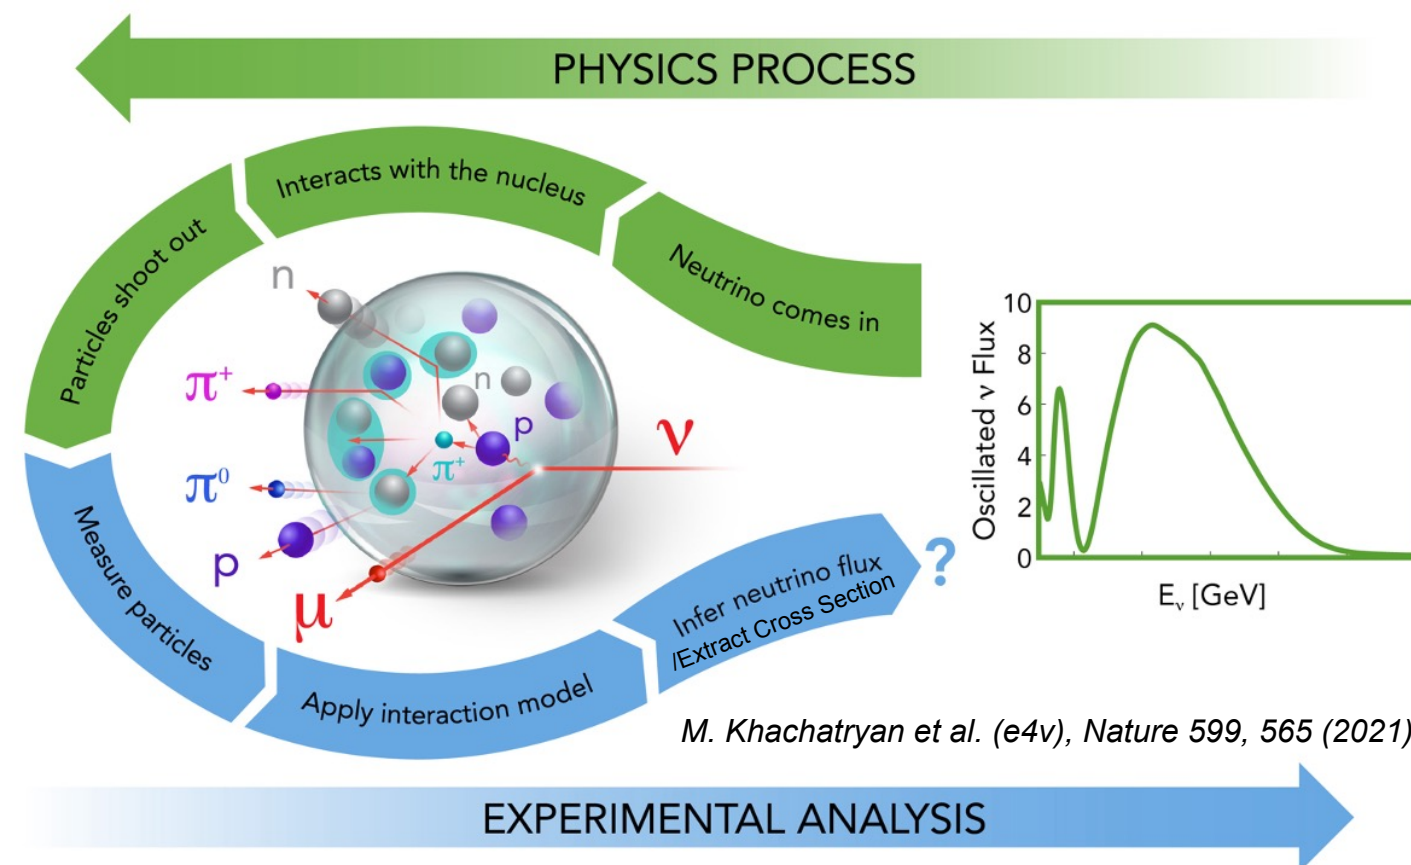 PHYSICS PROCESS
Interacts with the nucleus
Particles shoot out
Neutrino comes in
n
π⁺
π⁰
p
μ
n
p
π⁺
ν
Oscillated ν Flux
10
8
6
4
2
0
Eᵥ [GeV]
Measure particles
Apply interaction model
Infer neutrino flux
/Extract Cross Section
?
M. Khachatryan et al. (e4v), Nature 599, 565 (2021)
EXPERIMENTAL ANALYSIS